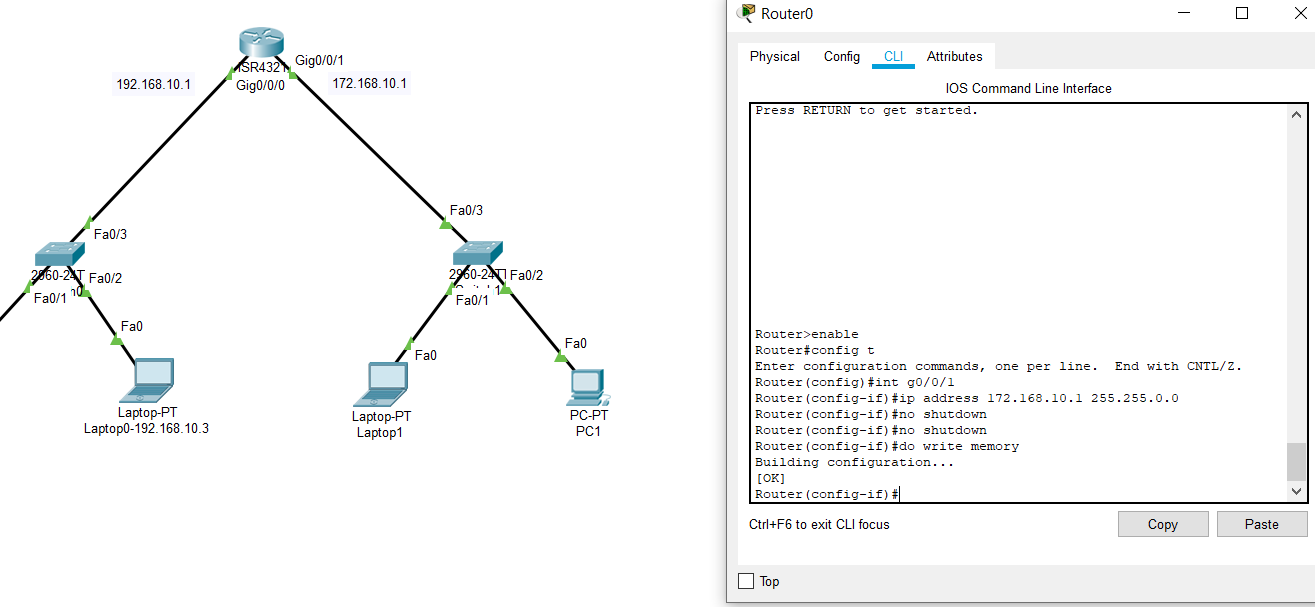 Gig0/0/1
ISR4321
192.168.10.1
Gig0/0/0
172.168.10.1
Fa0/3
Fa0/3
2960-24T
Fa0/2
Fa0/1
2960-24TT
Fa0/2
Fa0/1
Fa0
Fa0
Fa0
Laptop-PT
Laptop0-192.168.10.3
Laptop-PT
Laptop1
PC-PT
PC1
Router0
Physical Config CLI Attributes
IOS Command Line Interface
Press RETURN to get started.
Router>enable
Router#config t
Enter configuration commands, one per line.  End with CNTL/Z.
Router(config)#int g0/0/1
Router(config-if)#ip address 172.168.10.1 255.255.0.0
Router(config-if)#no shutdown
Router(config-if)#no shutdown
Router(config-if)#do write memory
Building configuration...
[OK]
Router(config-if)#
Ctrl+F6 to exit CLI focus
Copy Paste
Top